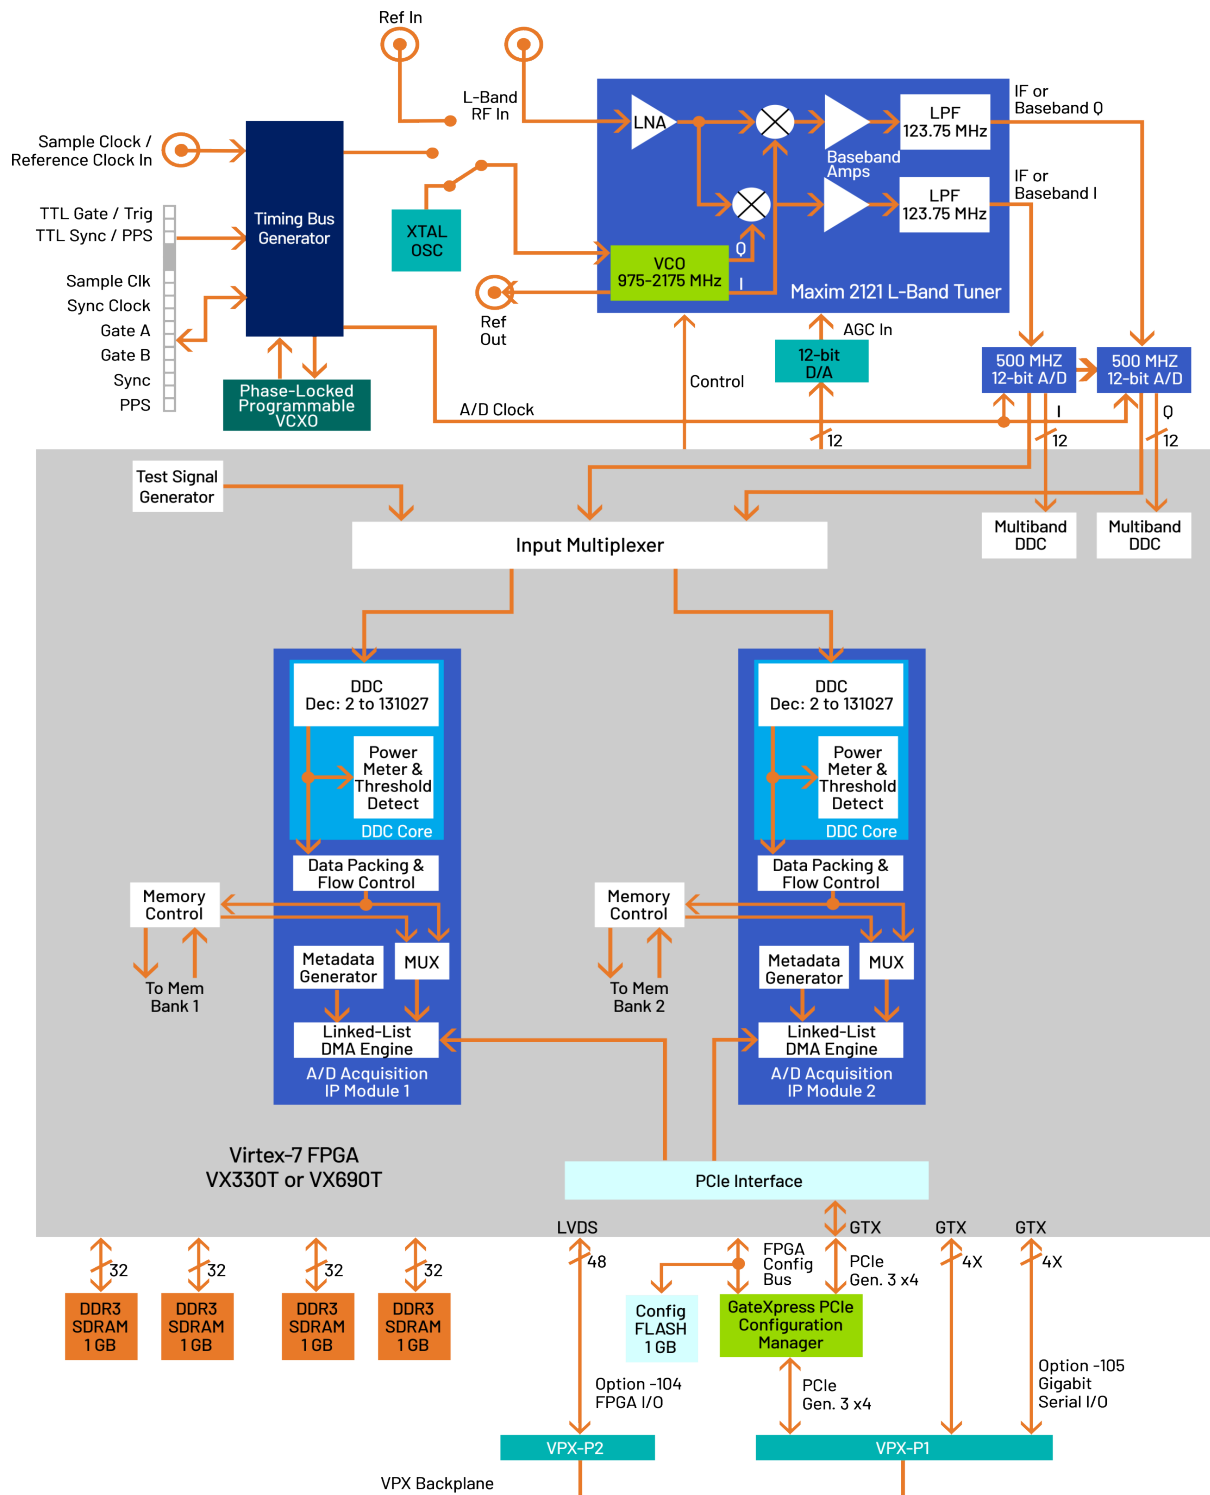 Ref In
L-Band
RF In
Sample Clock /
Reference Clock In
TTL Gate / Trig
TTL Sync / PPS
Sample Clk
Sync Clock
Gate A
Gate B
Sync
PPS
Timing Bus
Generator
Phase-Locked
Programmable
VCXO
XTAL
OSC
Ref
Out
A/D Clock
LNA
Baseband
Amps
LPF
123.75 MHz
LPF
123.75 MHz
VCO
975-2175 MHz
Q
I
Maxim 2121 L-Band Tuner
IF or
Baseband Q
IF or
Baseband I
Control
AGC In
12-bit
D/A
12
500 MHZ
12-bit A/D
500 MHZ
12-bit A/D
I
12
Q
12
Test Signal
Generator
Input Multiplexer
Multiband
DDC
Multiband
DDC
DDC
Dec: 2 to 131027
Power
Meter &
Threshold
Detect
DDC Core
Data Packing &
Flow Control
Memory
Control
To Mem
Bank 1
Metadata
Generator
MUX
Linked-List
DMA Engine
A/D Acquisition
IP Module 1
DDC
Dec: 2 to 131027
Power
Meter &
Threshold
Detect
DDC Core
Data Packing &
Flow Control
Memory
Control
To Mem
Bank 2
Metadata
Generator
MUX
Linked-List
DMA Engine
A/D Acquisition
IP Module 2
Virtex-7 FPGA
VX330T or VX690T
PCIe Interface
LVDS
GTX
GTX
GTX
32
32
32
32
48
FPGA
Config
Bus
PCIe
Gen. 3 x4
4X
4X
DDR3
SDRAM
1 GB
DDR3
SDRAM
1 GB
DDR3
SDRAM
1 GB
DDR3
SDRAM
1 GB
Config
FLASH
1 GB
GateXpress PCIe
Configuration
Manager
Option -104
FPGA I/O
PCIe
Gen. 3 x4
Option -105
Gigabit
Serial I/O
VPX-P2
VPX-P1
VPX Backplane